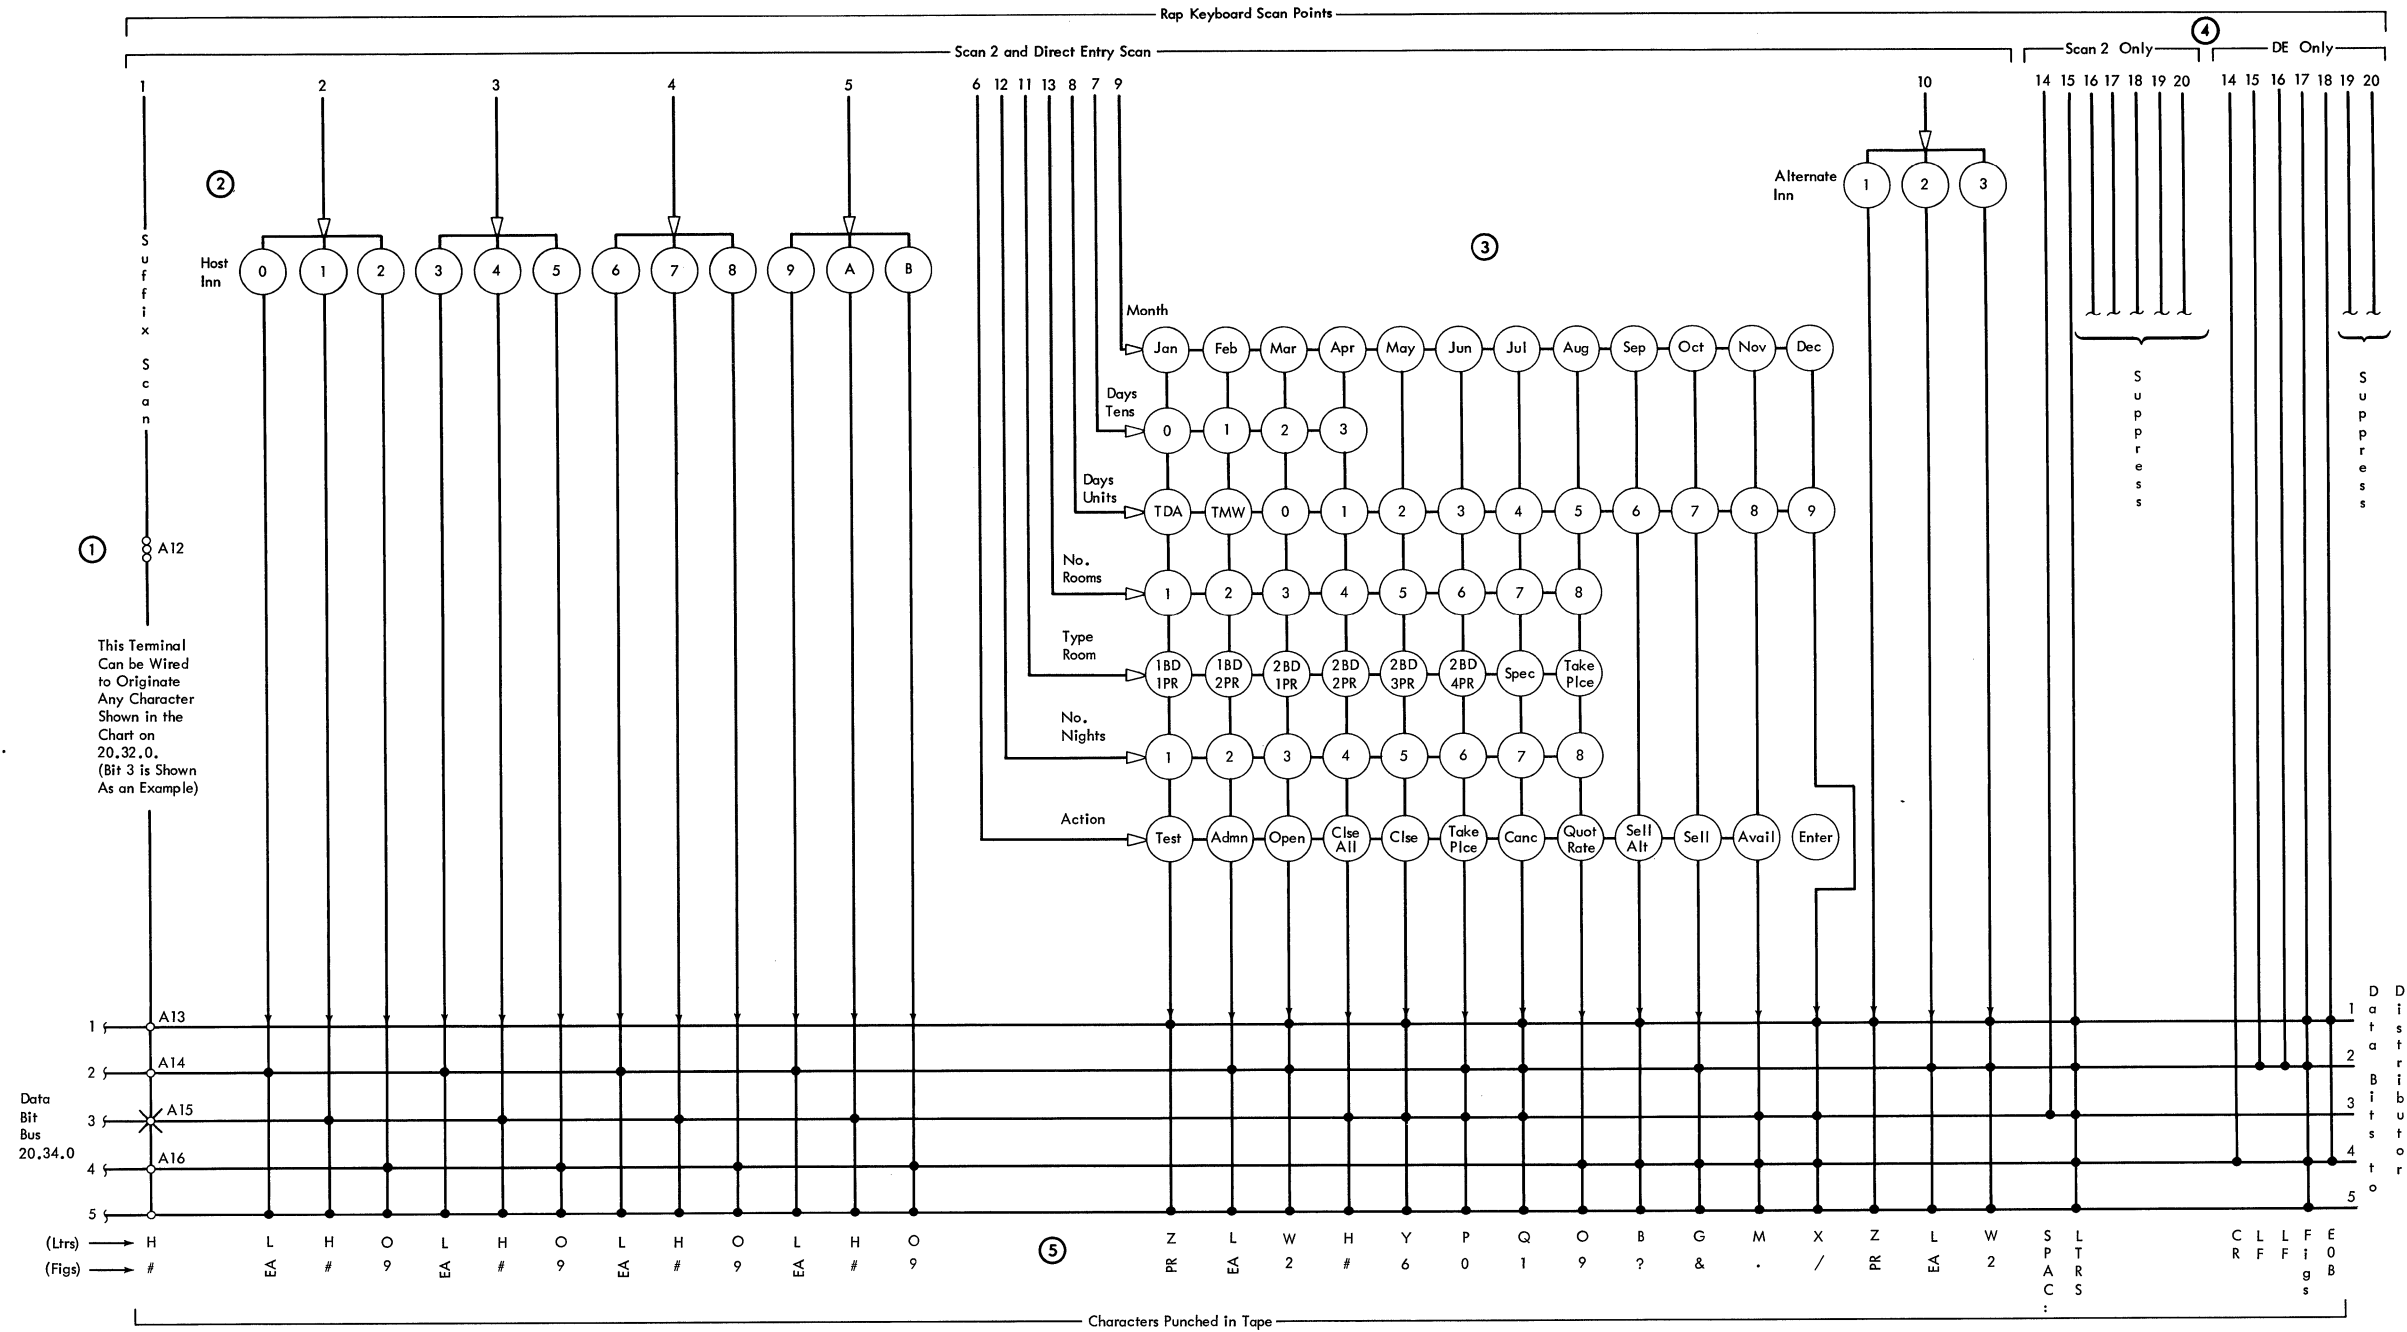 Rap Keyboard Scan Points
Scan 2 and Direct Entry Scan
Scan 2 Only
4
DE Only
1 2 3 4 5 6 12 11 13 8 7 9 10 14 15 16 17 18 19 20 14 15 16 17 18 19 20
2
Suffix Scan
Host
Inn
0 1 2 3 4 5 6 7 8 9 A B
Alternate
Inn
1 2 3
3
Month
Jan Feb Mar Apr May Jun Jul Aug Sep Oct Nov Dec
Days
Tens
0 1 2 3
Days
Units
TDA TMW 0 1 2 3 4 5 6 7 8 9
No.
Rooms
1 2 3 4 5 6 7 8
Type
Room
1BD 1BD 2BD 2BD 2BD 2BD Spec Take
1PR 2PR 1PR 2PR 3PR 4PR Plce
No.
Nights
1 2 3 4 5 6 7 8
Action
Test Admn Open Clse All Clse Take Plce Canc Quot Rate Sell Alt Sell Avail Enter
Suppress
Suppress
1
A12
This Terminal
Can be Wired
to Originate
Any Character
Shown in the
Chart on
20.32.0.
(Bit 3 is Shown
As an Example)
1 A13 1
2 A14 2
3 A15 3
4 A16 4
5 5
Data
Bit
Bus
20.34.0
Data Bits to
Distributor
(Ltrs) H L H O L H O L H O L H O Z L W H Y P Q O B G M X Z L W
(Figs) # EA # 9 EA # 9 EA # 9 EA # 9 PR EA 2 # 6 0 1 9 ? & . / PR EA 2
5
SPAC:
LTRS
CR
LF
LF
Figs
E0B
Characters Punched in Tape